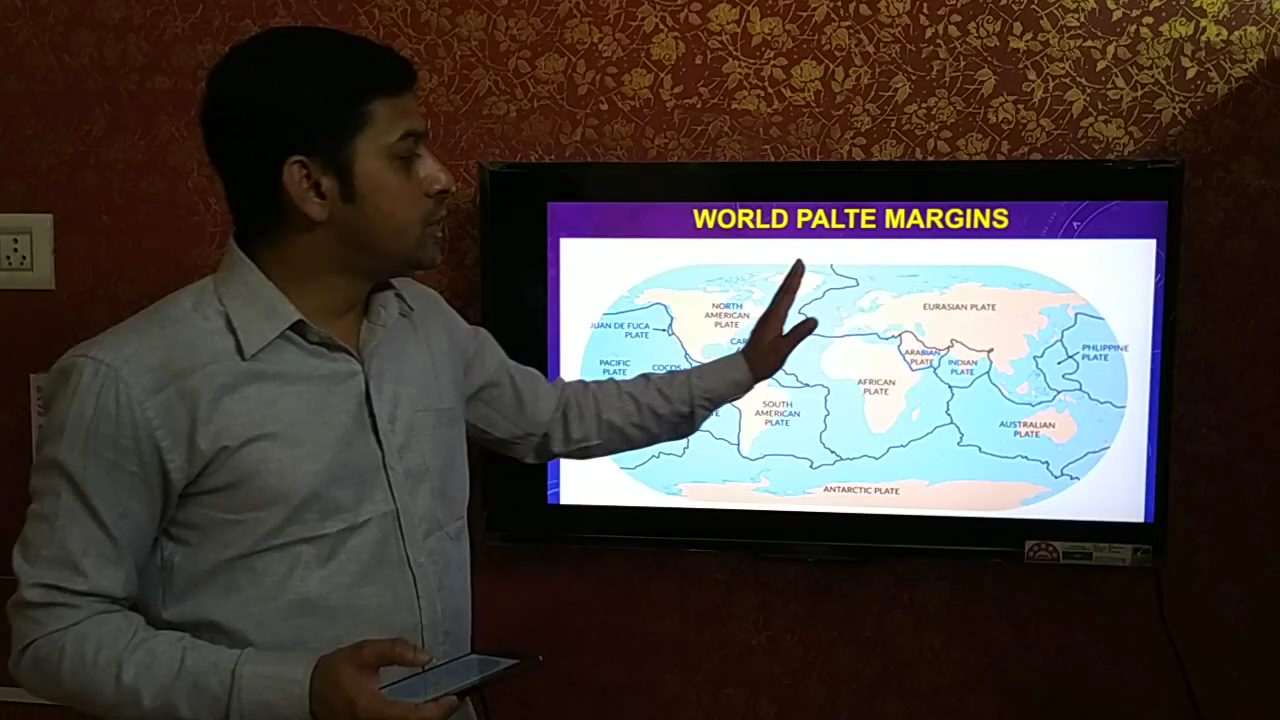 WORLD PALTE MARGINS
NORTH
AMERICAN
PLATE
EURASIAN PLATE
JUAN DE FUCA
PLATE
PHLIPPINE
PLATE
ARABIAN
PLATE
INDIAN
PLATE
PACIFIC
PLATE
COCOS
AFRICAN
PLATE
SOUTH
AMERICAN
PLATE
AUSTRALIAN
PLATE
ANTARCTIC PLATE